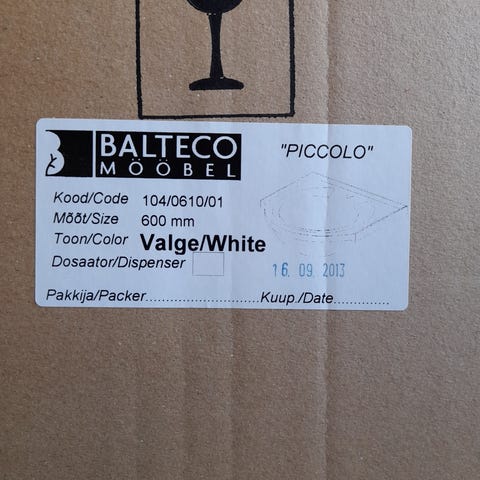 BALTECO
MÖÖBEL
"PICCOLO"
Kood/Code 104/0610/01
Mõõt/Size 600 mm
Toon/Color Valge/White
Dosaator/Dispenser
16. 09. 2013
Pakkija/Packer......................Kuup./Date.............